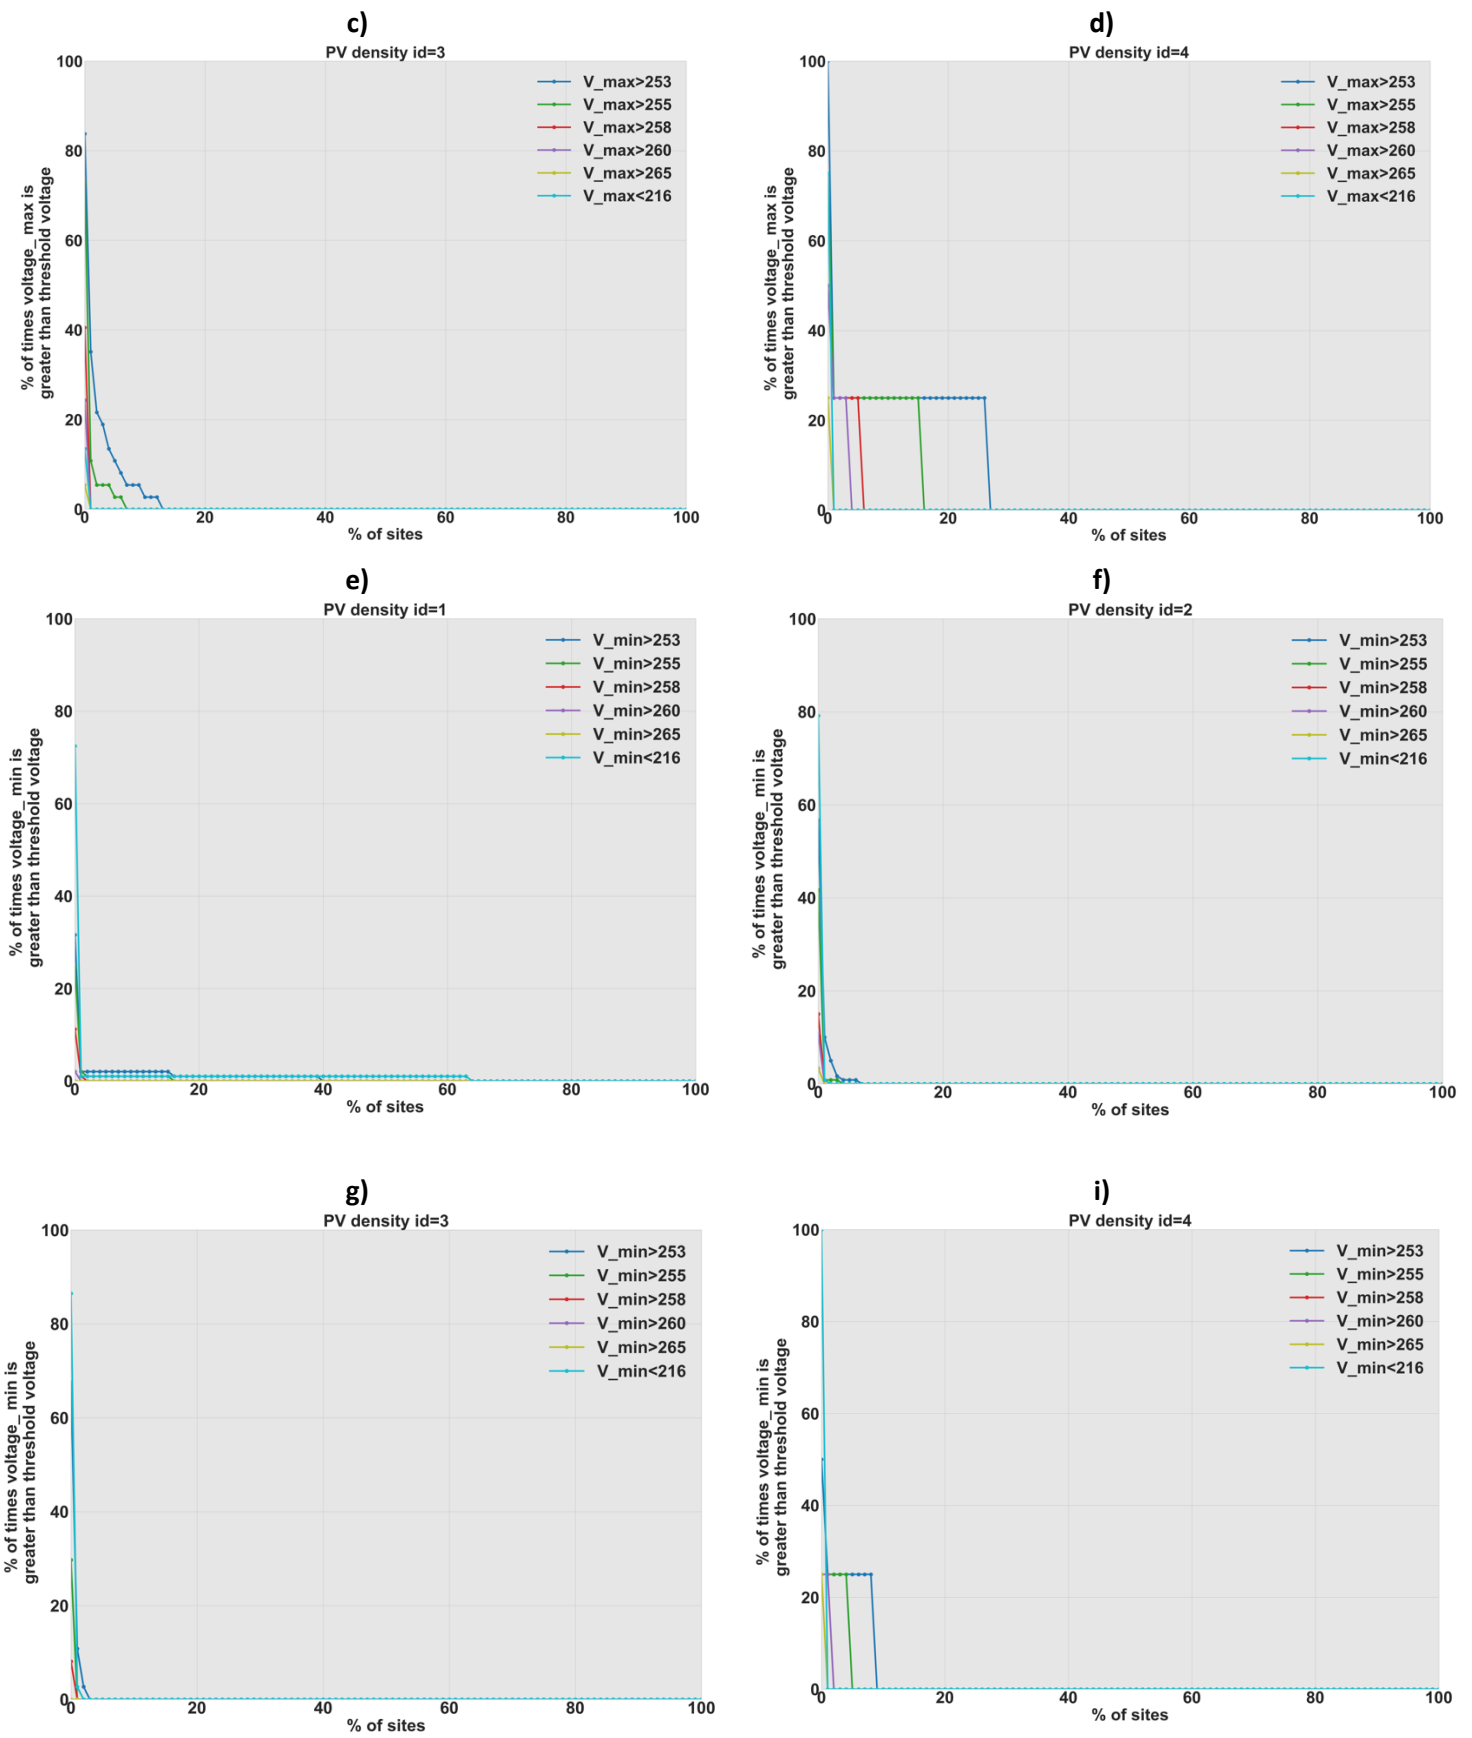 c)
PV density id=3
% of times voltage_max is
greater than threshold voltage
100
80
60
40
20
0
V_max>253
V_max>255
V_max>258
V_max>260
V_max>265
V_max<216
0 20 40 60 80 100
% of sites
d)
PV density id=4
% of times voltage_max is
greater than threshold voltage
100
80
60
40
20
0
V_max>253
V_max>255
V_max>258
V_max>260
V_max>265
V_max<216
0 20 40 60 80 100
% of sites
e)
PV density id=1
% of times voltage_min is
greater than threshold voltage
100
80
60
40
20
0
V_min>253
V_min>255
V_min>258
V_min>260
V_min>265
V_min<216
0 20 40 60 80 100
% of sites
f)
PV density id=2
% of times voltage_min is
greater than threshold voltage
100
80
60
40
20
0
V_min>253
V_min>255
V_min>258
V_min>260
V_min>265
V_min<216
0 20 40 60 80 100
% of sites
g)
PV density id=3
% of times voltage_min is
greater than threshold voltage
100
80
60
40
20
0
V_min>253
V_min>255
V_min>258
V_min>260
V_min>265
V_min<216
0 20 40 60 80 100
% of sites
i)
PV density id=4
% of times voltage_min is
greater than threshold voltage
100
80
60
40
20
0
V_min>253
V_min>255
V_min>258
V_min>260
V_min>265
V_min<216
0 20 40 60 80 100
% of sites